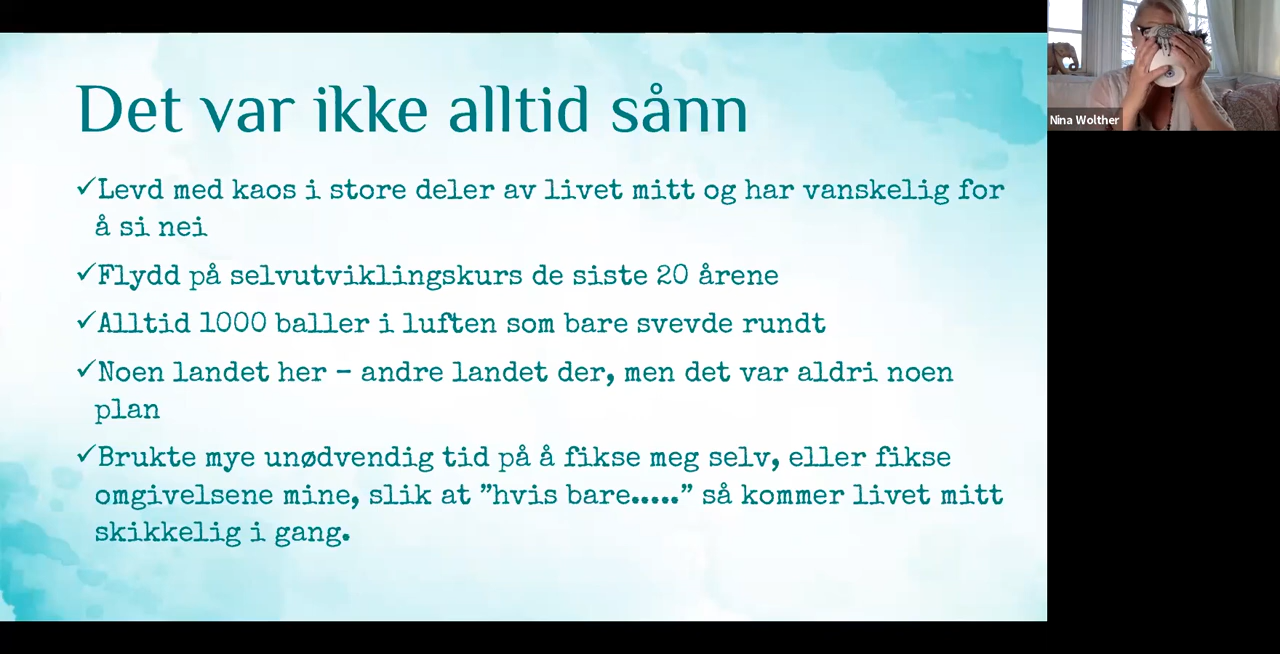 Det var ikke alltid sånn
✓Levd med kaos i store deler av livet mitt og har vanskelig for
å si nei
✓Flydd på selvutviklingskurs de siste 20 årene
✓Alltid 1000 baller i luften som bare svevde rundt
✓Noen landet her – andre landet der, men det var aldri noen
plan
✓Brukte mye unødvendig tid på å fikse meg selv, eller fikse
omgivelsene mine, slik at ”hvis bare.....” så kommer livet mitt
skikkelig i gang.
Nina Wolther